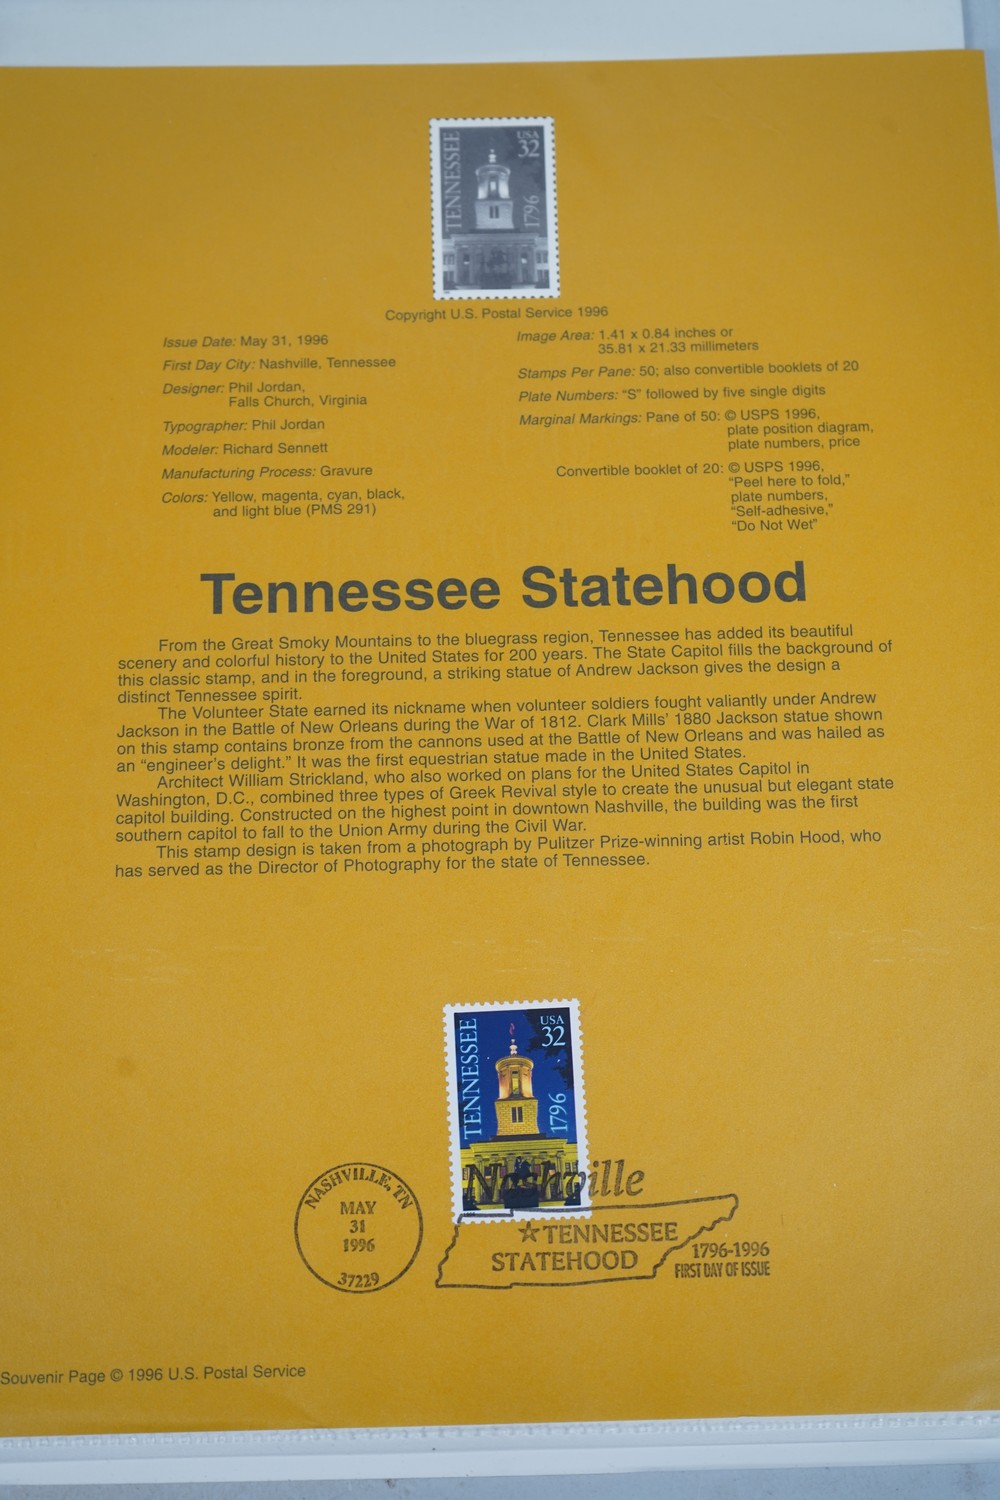 TENNESSEE
USA
32
1796
Copyright U.S. Postal Service 1996
Issue Date: May 31, 1996
First Day City: Nashville, Tennessee
Designer: Phil Jordan,
Falls Church, Virginia
Typographer: Phil Jordan
Modeler: Richard Sennett
Manufacturing Process: Gravure
Colors: Yellow, magenta, cyan, black,
and light blue (PMS 291)
Image Area: 1.41 x 0.84 inches or
35.81 x 21.33 millimeters
Stamps Per Pane: 50; also convertible booklets of 20
Plate Numbers: “S” followed by five single digits
Marginal Markings: Pane of 50: © USPS 1996,
plate position diagram,
plate numbers, price
Convertible booklet of 20: © USPS 1996,
“Peel here to fold,”
plate numbers,
“Self-adhesive,”
“Do Not Wet”
Tennessee Statehood
From the Great Smoky Mountains to the bluegrass region, Tennessee has added its beautiful
scenery and colorful history to the United States for 200 years. The State Capitol fills the background of
this classic stamp, and in the foreground, a striking statue of Andrew Jackson gives the design a
distinct Tennessee spirit.
The Volunteer State earned its nickname when volunteer soldiers fought valiantly under Andrew
Jackson in the Battle of New Orleans during the War of 1812. Clark Mills’ 1880 Jackson statue shown
on this stamp contains bronze from the cannons used at the Battle of New Orleans and was hailed as
an “engineer’s delight.” It was the first equestrian statue made in the United States.
Architect William Strickland, who also worked on plans for the United States Capitol in
Washington, D.C., combined three types of Greek Revival style to create the unusual but elegant state
capitol building. Constructed on the highest point in downtown Nashville, the building was the first
southern capitol to fall to the Union Army during the Civil War.
This stamp design is taken from a photograph by Pulitzer Prize-winning artist Robin Hood, who
has served as the Director of Photography for the state of Tennessee.
TENNESSEE
USA
32
1796
NASHVILLE, TN
MAY
31
1996
37229
Nashville
TENNESSEE
STATEHOOD
1796-1996
FIRST DAY OF ISSUE
Souvenir Page © 1996 U.S. Postal Service